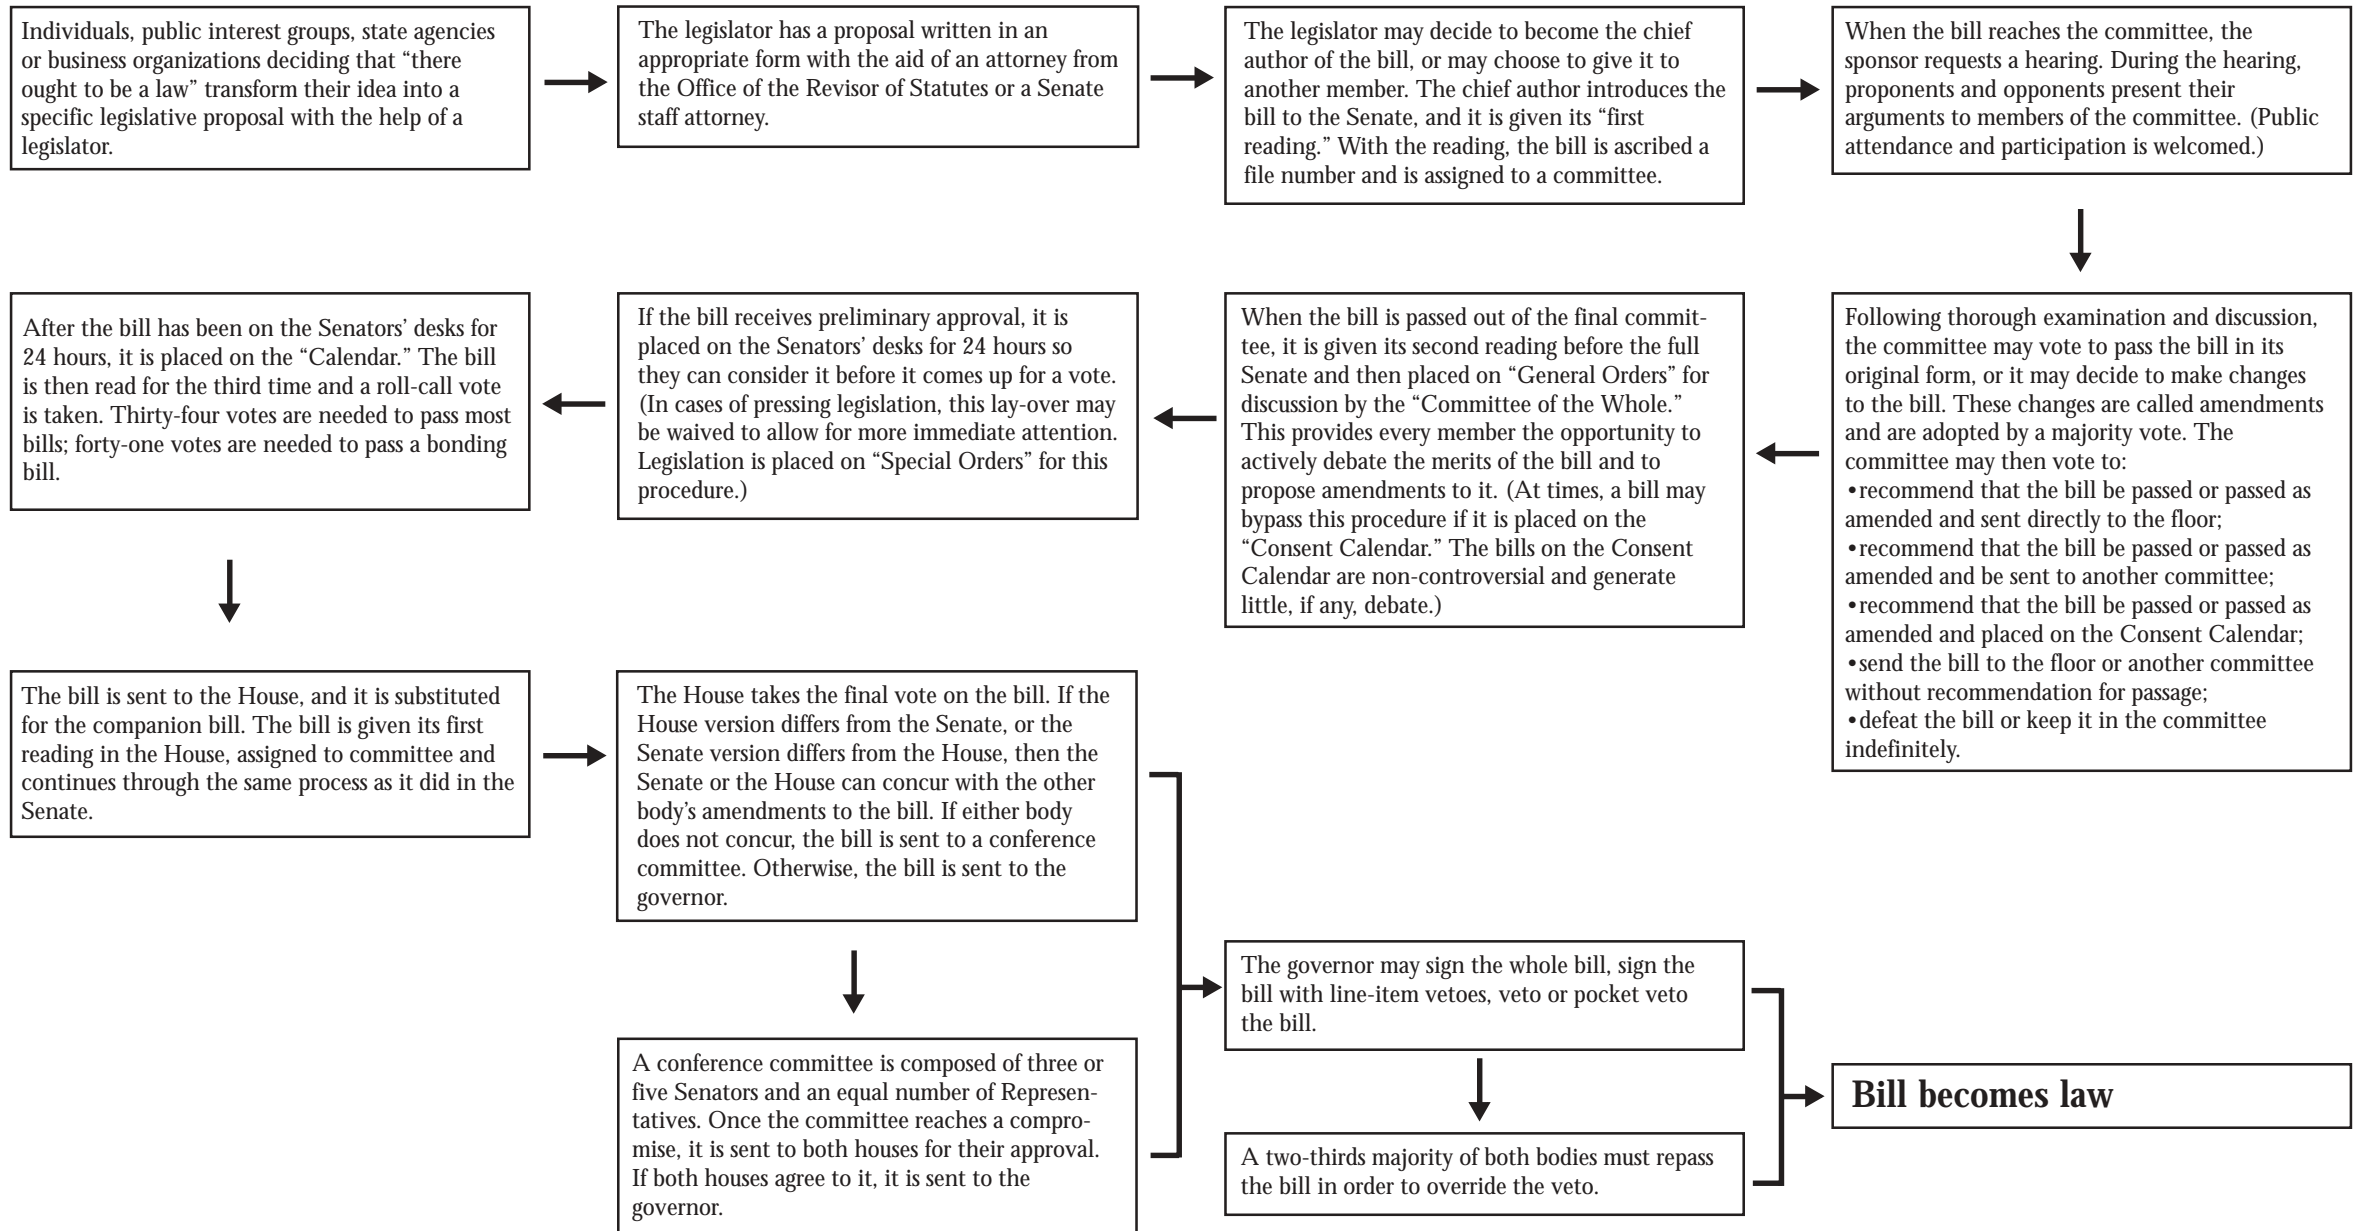 Individuals, public interest groups, state agencies
or business organizations deciding that “there
ought to be a law” transform their idea into a
specific legislative proposal with the help of a
legislator.
The legislator has a proposal written in an
appropriate form with the aid of an attorney from
the Office of the Revisor of Statutes or a Senate
staff attorney.
The legislator may decide to become the chief
author of the bill, or may choose to give it to
another member. The chief author introduces the
bill to the Senate, and it is given its “first
reading.” With the reading, the bill is ascribed a
file number and is assigned to a committee.
When the bill reaches the committee, the
sponsor requests a hearing. During the hearing,
proponents and opponents present their
arguments to members of the committee. (Public
attendance and participation is welcomed.)
Following thorough examination and discussion,
the committee may vote to pass the bill in its
original form, or it may decide to make changes
to the bill. These changes are called amendments
and are adopted by a majority vote. The
committee may then vote to:
•recommend that the bill be passed or passed as
amended and sent directly to the floor;
•recommend that the bill be passed or passed as
amended and be sent to another committee;
•recommend that the bill be passed or passed as
amended and placed on the Consent Calendar;
•send the bill to the floor or another committee
without recommendation for passage;
•defeat the bill or keep it in the committee
indefinitely.
When the bill is passed out of the final commit-
tee, it is given its second reading before the full
Senate and then placed on “General Orders” for
discussion by the “Committee of the Whole.”
This provides every member the opportunity to
actively debate the merits of the bill and to
propose amendments to it. (At times, a bill may
bypass this procedure if it is placed on the
“Consent Calendar.” The bills on the Consent
Calendar are non-controversial and generate
little, if any, debate.)
If the bill receives preliminary approval, it is
placed on the Senators’ desks for 24 hours so
they can consider it before it comes up for a vote.
(In cases of pressing legislation, this lay-over may
be waived to allow for more immediate attention.
Legislation is placed on “Special Orders” for this
procedure.)
After the bill has been on the Senators’ desks for
24 hours, it is placed on the “Calendar.” The bill
is then read for the third time and a roll-call vote
is taken. Thirty-four votes are needed to pass most
bills; forty-one votes are needed to pass a bonding
bill.
The bill is sent to the House, and it is substituted
for the companion bill. The bill is given its first
reading in the House, assigned to committee and
continues through the same process as it did in the
Senate.
The House takes the final vote on the bill. If the
House version differs from the Senate, or the
Senate version differs from the House, then the
Senate or the House can concur with the other
body’s amendments to the bill. If either body
does not concur, the bill is sent to a conference
committee. Otherwise, the bill is sent to the
governor.
A conference committee is composed of three or
five Senators and an equal number of Represen-
tatives. Once the committee reaches a compro-
mise, it is sent to both houses for their approval.
If both houses agree to it, it is sent to the
governor.
The governor may sign the whole bill, sign the
bill with line-item vetoes, veto or pocket veto
the bill.
A two-thirds majority of both bodies must repass
the bill in order to override the veto.
Bill becomes law